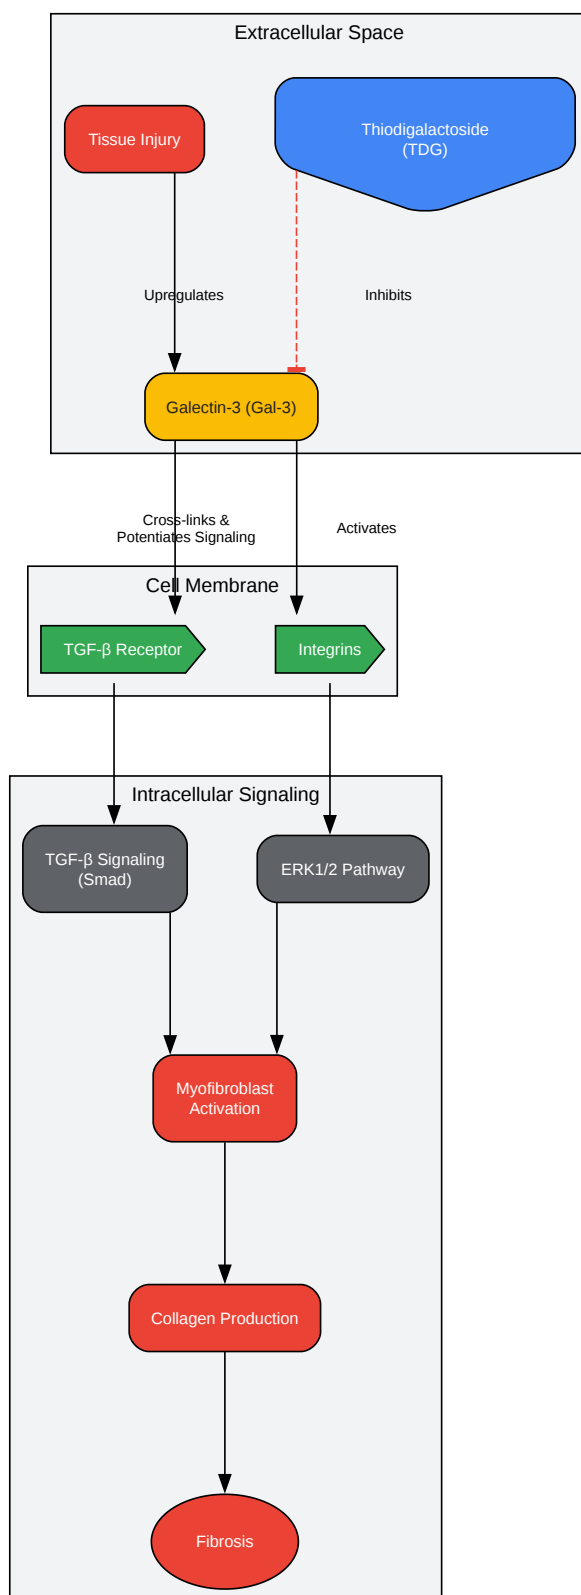 Extracellular Space
Tissue Injury
Thiodigalactoside
(TDG)
Upregulates
Inhibits
Galectin-3 (Gal-3)
Cross-links &
Potentiates Signaling
Activates
Cell Membrane
TGF-β Receptor
Integrins
Intracellular Signaling
TGF-β Signaling
(Smad)
ERK1/2 Pathway
Myofibroblast
Activation
Collagen Production
Fibrosis